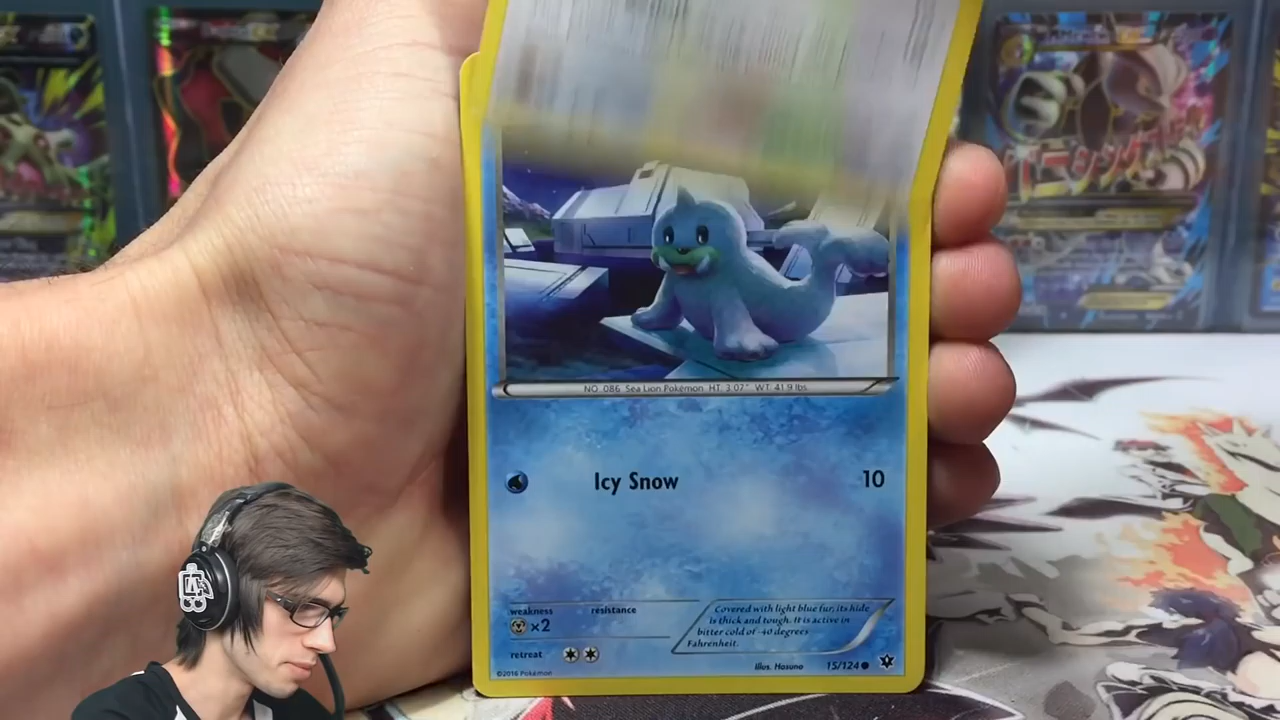 NO. 086 Sea Lion Pokémon HT. 3'07" WT. 41.9 lbs.
Icy Snow 10
weakness resistance
×2
retreat
Covered with light blue fur, its hide
is thick and tough. It is active in
bitter cold of -40 degrees
Fahrenheit.
Illus. Hasuno 15/124
©2016 Pokémon